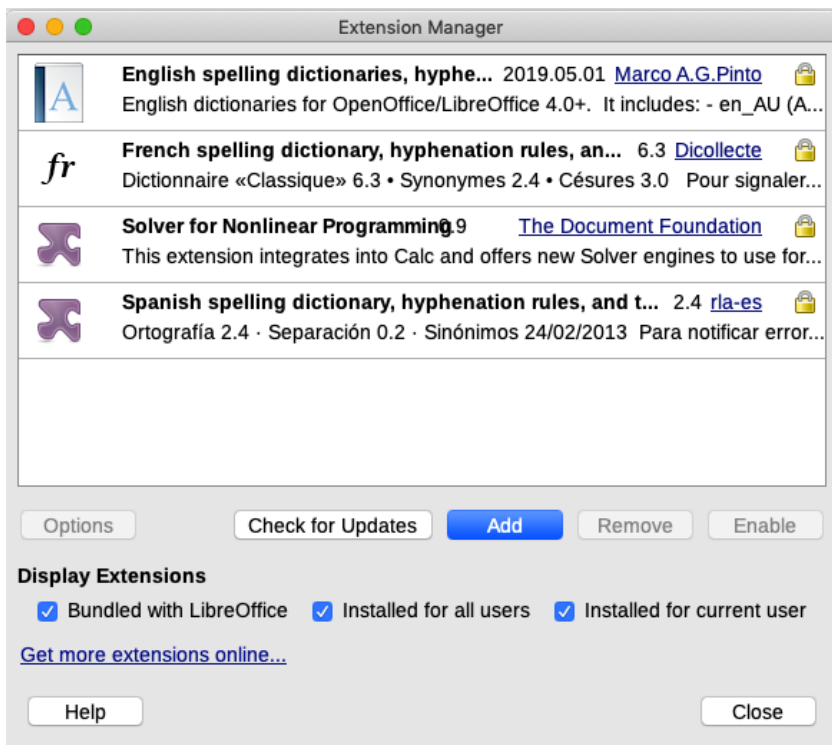 Extension Manager
English spelling dictionaries, hyphe... 2019.05.01 Marco A.G.Pinto
A
English dictionaries for OpenOffice/LibreOffice 4.0+. It includes: - en_AU (A...
French spelling dictionary, hyphenation rules, an... 6.3 Dicollecte
fr
Dictionnaire «Classique» 6.3 • Synonymes 2.4 • Césures 3.0 Pour signaler...
Solver for Nonlinear Programming 0.9 The Document Foundation
This extension integrates into Calc and offers new Solver engines to use for...
Spanish spelling dictionary, hyphenation rules, and t... 2.4 rla-es
Ortografía 2.4 · Separación 0.2 · Sinónimos 24/02/2013 Para notificar error...
Options Check for Updates Add Remove Enable
Display Extensions
Bundled with LibreOffice Installed for all users Installed for current user
Get more extensions online...
Help Close